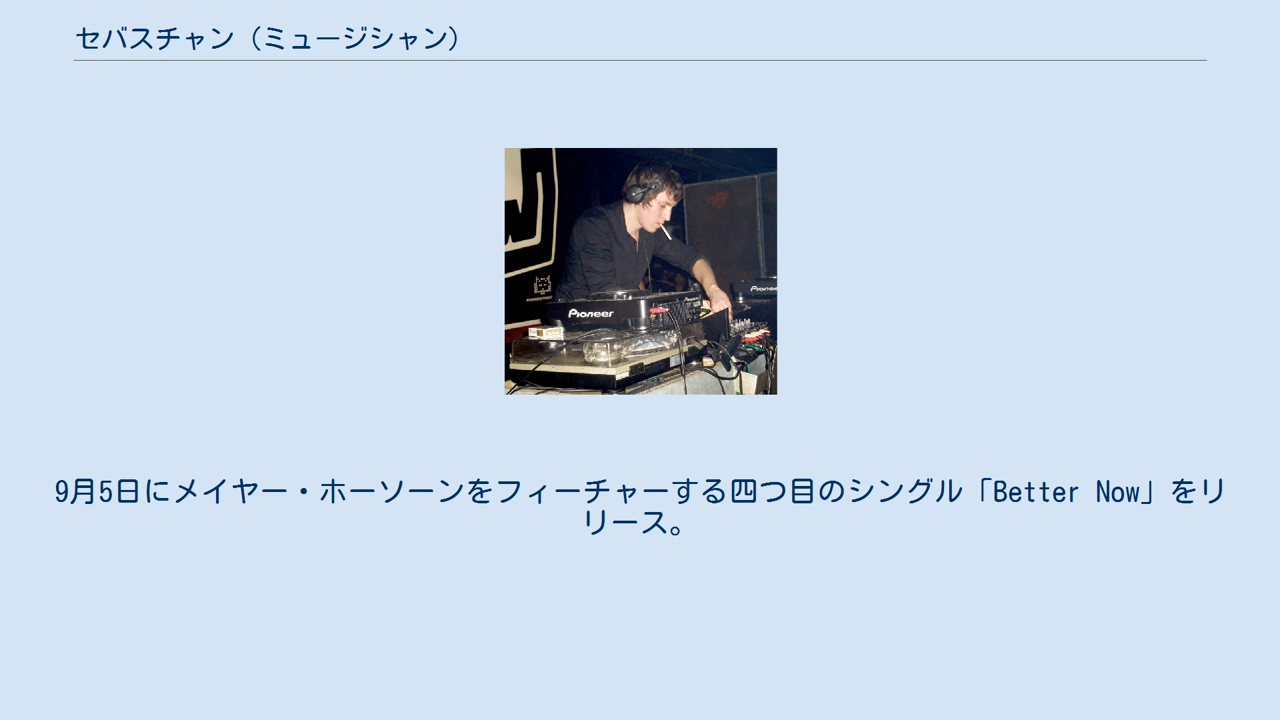 セバスチャン（ミュージシャン）
Pioneer
Pioneer
9月5日にメイヤー・ホーソーンをフィーチャーする四つ目のシングル「Better Now」をリ
リース。